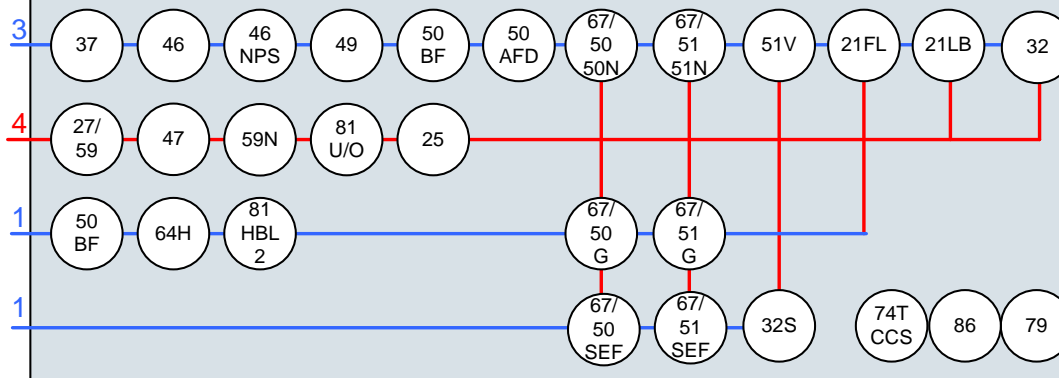 3
37
46
46
NPS
49
50
BF
50
AFD
67/
50
50N
67/
51
51N
51V
21FL
21LB
32
4
27/
59
47
59N
81
U/O
25
1
50
BF
64H
81
HBL
2
67/
50
G
67/
51
G
1
67/
50
SEF
67/
51
SEF
32S
74T
CCS
86
79